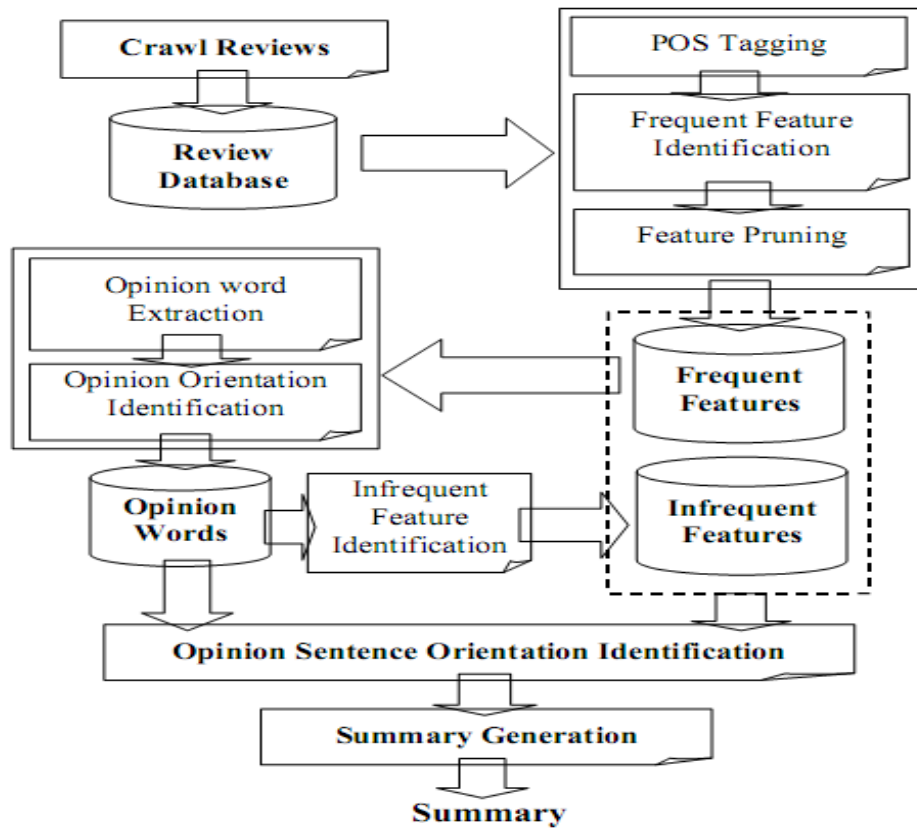 Crawl Reviews
Review
Database
POS Tagging
Frequent Feature
Identification
Feature Pruning
Frequent
Features
Infrequent
Features
Opinion word
Extraction
Opinion Orientation
Identification
Opinion
Words
Infrequent
Feature
Identification
Opinion Sentence Orientation Identification
Summary Generation
Summary